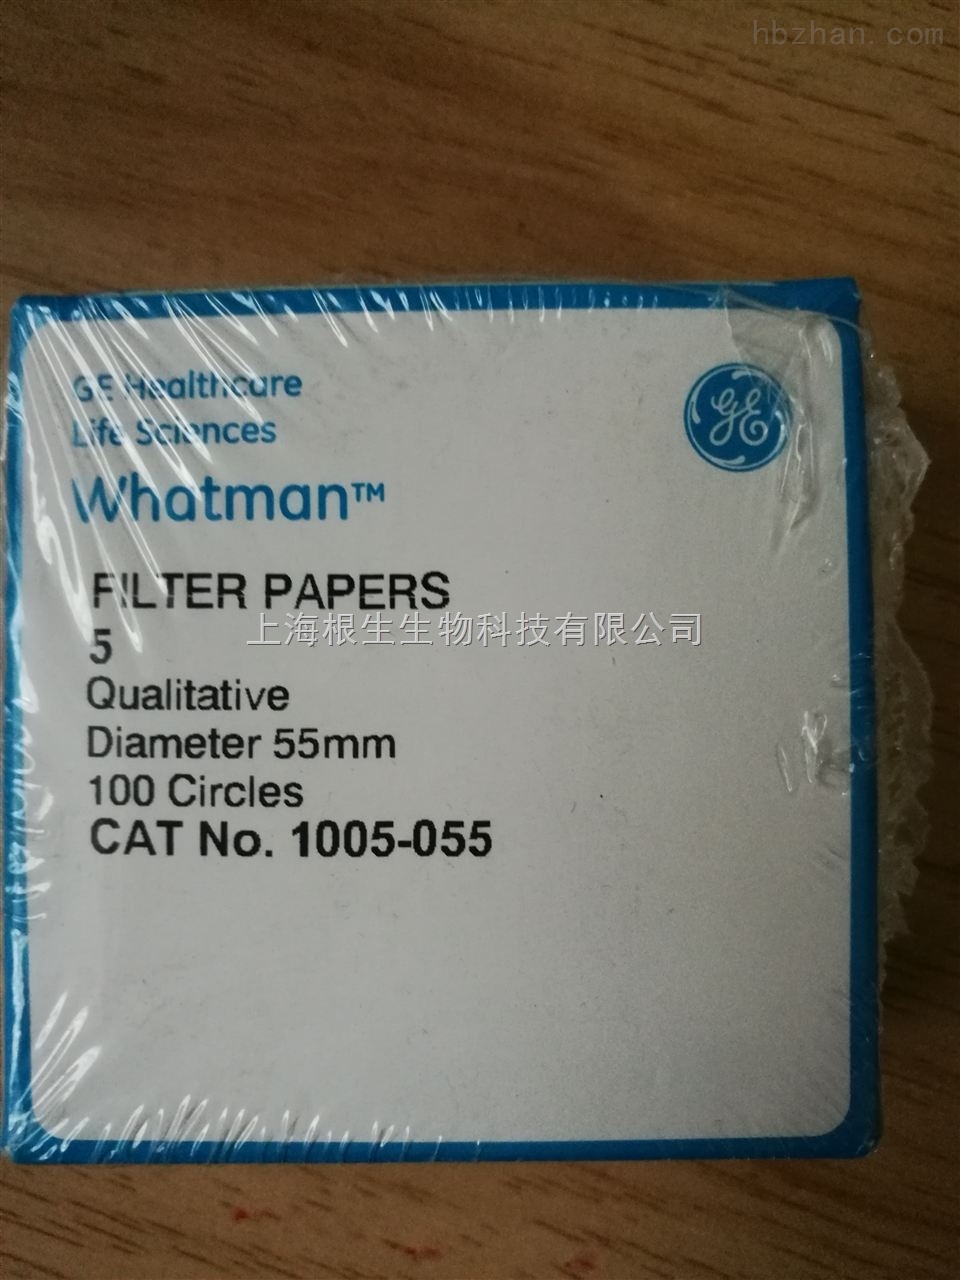 hbzhan.com
GE Healthcare
Life Sciences
GE
Whatman™
FILTER PAPERS
上海根生生物科技有限公司
5
Qualitative
Diameter 55mm
100 Circles
CAT No. 1005-055